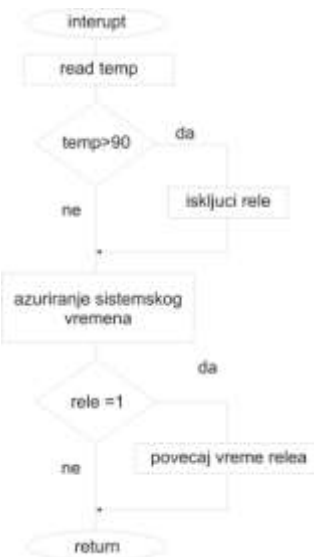 interupt
read temp
temp>90
da
iskljuci rele
ne
azuriranje sistemskog
vremena
da
rele =1
povecaj vreme relea
ne
return